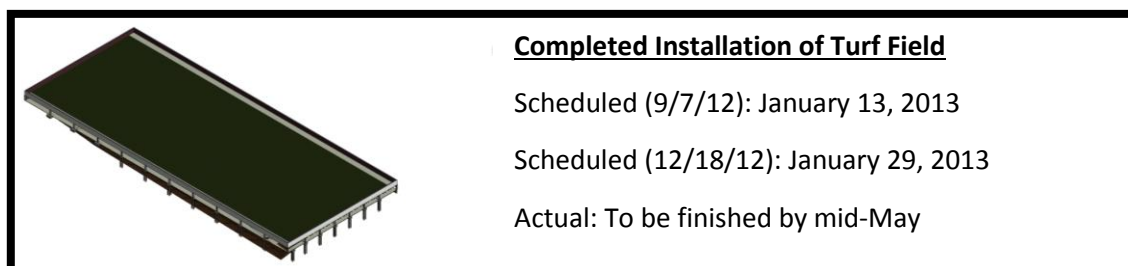 Completed Installation of Turf Field
Scheduled (9/7/12): January 13, 2013
Scheduled (12/18/12): January 29, 2013
Actual: To be finished by mid-May